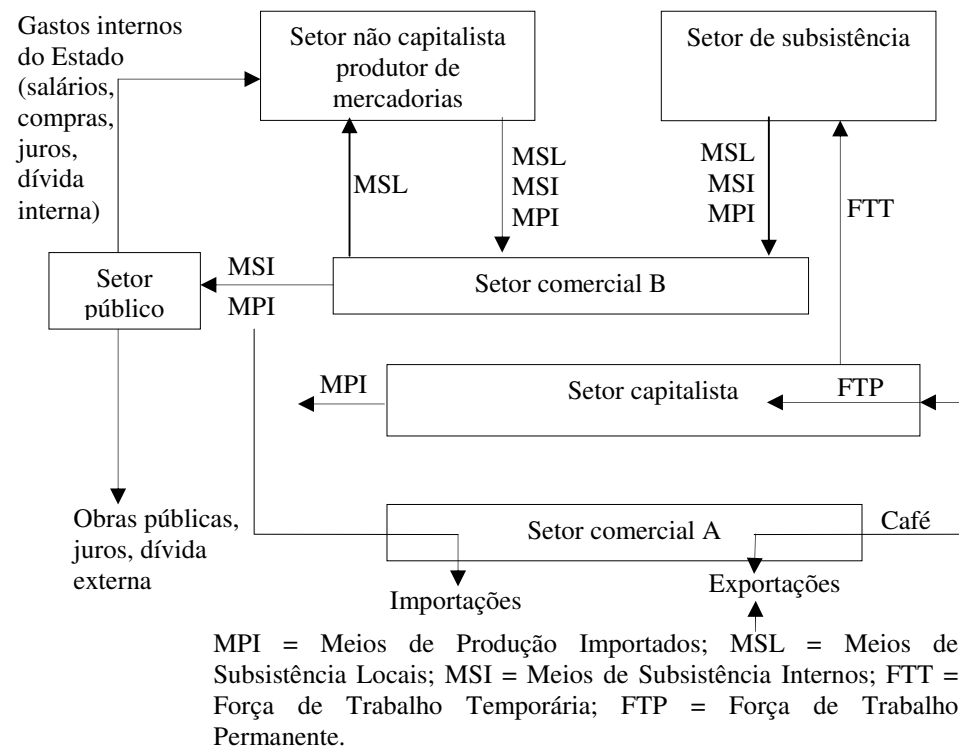 Gastos internos
do Estado
(salários,
compras,
juros,
dívida
interna)
Setor não capitalista
produtor de
mercadorias
Setor de subsistência
MSL
MSL
MSI
MPI
MSL
MSI
MPI
FTT
Setor
público
MSI
MPI
Setor comercial B
MPI
Setor capitalista
FTP
Obras públicas,
juros, dívida
externa
Setor comercial A
Café
Importações
Exportações
MPI = Meios de Produção Importados; MSL = Meios de
Subsistência Locais; MSI = Meios de Subsistência Internos; FTT =
Força de Trabalho Temporária; FTP = Força de Trabalho
Permanente.